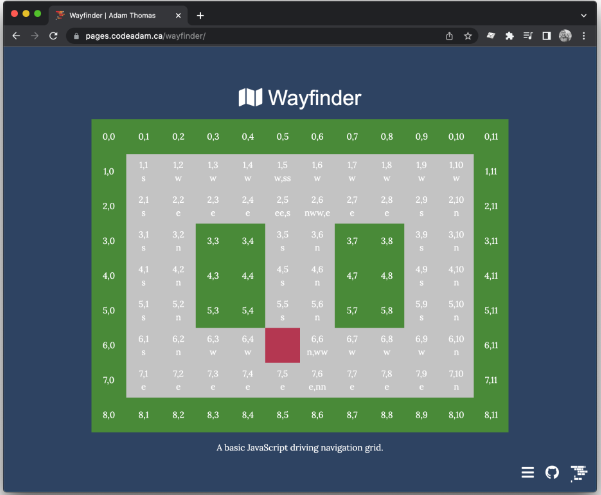 Wayfinder | Adam Thomas
pages.codeadam.ca/wayfinder/
Wayfinder
0,0 0,1 0,2 0,3 0,4 0,5 0,6 0,7 0,8 0,9 0,10 0,11
1,0 1,1 1,2 1,3 1,4 1,5 1,6 1,7 1,8 1,9 1,10 1,11
s w w w w,ss w w w w w
2,0 2,1 2,2 2,3 2,4 2,5 2,6 2,7 2,8 2,9 2,10 2,11
s e e e ee,s nww,e e e s n
3,0 3,1 3,2 3,3 3,4 3,5 3,6 3,7 3,8 3,9 3,10 3,11
s n s n s n
4,0 4,1 4,2 4,3 4,4 4,5 4,6 4,7 4,8 4,9 4,10 4,11
s n s n s n
5,0 5,1 5,2 5,3 5,4 5,5 5,6 5,7 5,8 5,9 5,10 5,11
s n s n s n
6,0 6,1 6,2 6,3 6,4 6,6 6,7 6,8 6,9 6,10 6,11
s n w w n,ww w w w n
7,0 7,1 7,2 7,3 7,4 7,5 7,6 7,7 7,8 7,9 7,10 7,11
e e e e e e,nn e e e n
8,0 8,1 8,2 8,3 8,4 8,5 8,6 8,7 8,8 8,9 8,10 8,11
A basic JavaScript driving navigation grid.